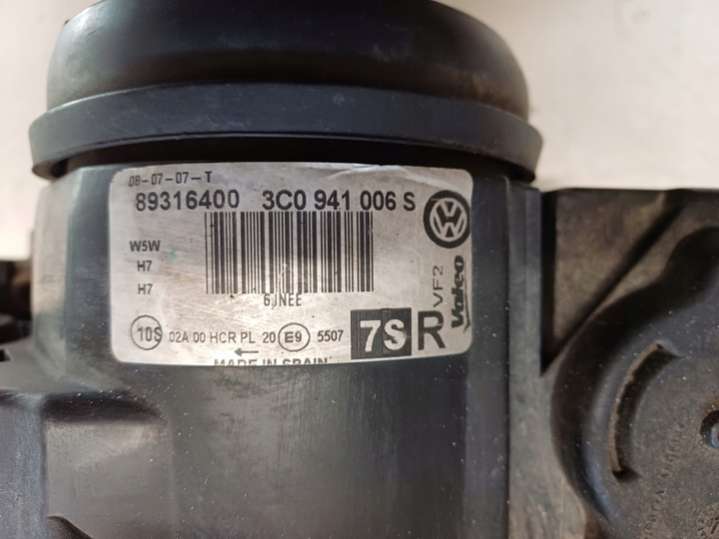 08-07-07-T
89316400 3C0 941 006 S
W5W
H7
H7
6JNEE
10S 02A 00 HCR PL 20 E9 5507 7S R
MADE IN SPAIN
VF2
Valeo